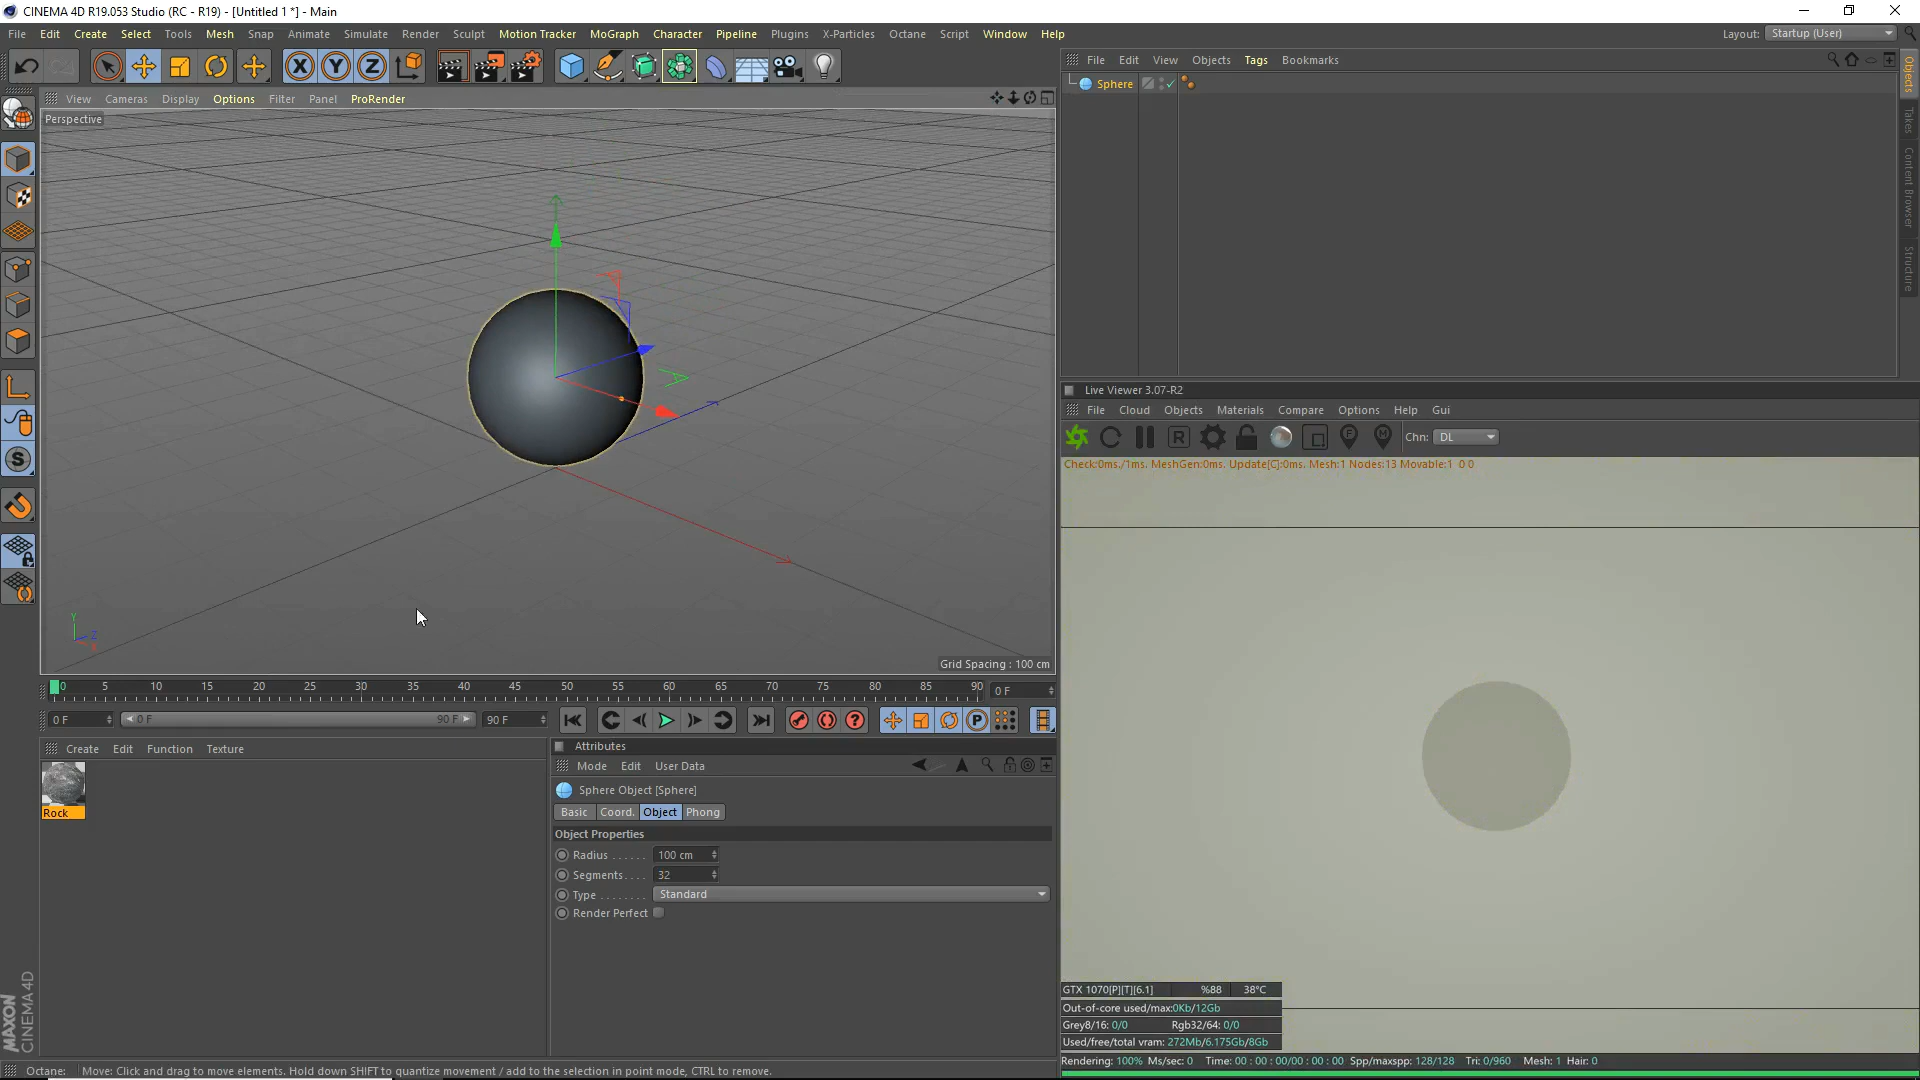 CINEMA 4D R19.053 Studio (RC - R19) - [Untitled 1 *] - Main
File Edit Create Select Tools Mesh Snap Animate Simulate Render Sculpt Motion Tracker MoGraph Character Pipeline Plugins X-Particles Octane Script Window Help
Layout: Startup (User)
X Y Z
File Edit View Objects Tags Bookmarks
Sphere
Objects
Takes
Content Browser
Structure
View Cameras Display Options Filter Panel ProRender
Perspective
Y
Z
X
S
Grid Spacing : 100 cm
Live Viewer 3.07-R2
File Cloud Objects Materials Compare Options Help Gui
R F M Chn: DL
Check:0ms./1ms. MeshGen:0ms. Update[C]:0ms. Mesh:1 Nodes:13 Movable:1 0 0
0 5 10 15 20 25 30 35 40 45 50 55 60 65 70 75 80 85 90 0 F
0 F 0 F 90 F 90 F P
Create Edit Function Texture
Rock
Attributes
Mode Edit User Data
Sphere Object [Sphere]
Basic Coord. Object Phong
Object Properties
Radius . . . . . . 100 cm
Segments. . . . 32
Type . . . . . . . . Standard
Render Perfect
GTX 1070[P][T][6.1] %88 38°C
Out-of-core used/max:0Kb/12Gb
Grey8/16: 0/0 Rgb32/64: 0/0
Used/free/total vram: 272Mb/6.175Gb/8Gb
Rendering: 100% Ms/sec: 0 Time: 00 : 00 : 00/00 : 00 : 00 Spp/maxspp: 128/128 Tri: 0/960 Mesh: 1 Hair: 0
MAXON
CINEMA 4D
Octane: Move: Click and drag to move elements. Hold down SHIFT to quantize movement / add to the selection in point mode, CTRL to remove.